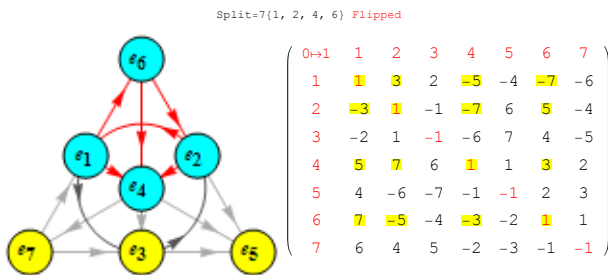 Split=7{1, 2, 4, 6} Flipped
e6
e1
e2
e4
e7
e3
e5
0↦1 1 2 3 4 5 6 7
1 1 3 2 -5 -4 -7 -6
2 -3 1 -1 -7 6 5 -4
3 -2 1 -1 -6 7 4 -5
4 5 7 6 1 1 3 2
5 4 -6 -7 -1 -1 2 3
6 7 -5 -4 -3 -2 1 1
7 6 4 5 -2 -3 -1 -1